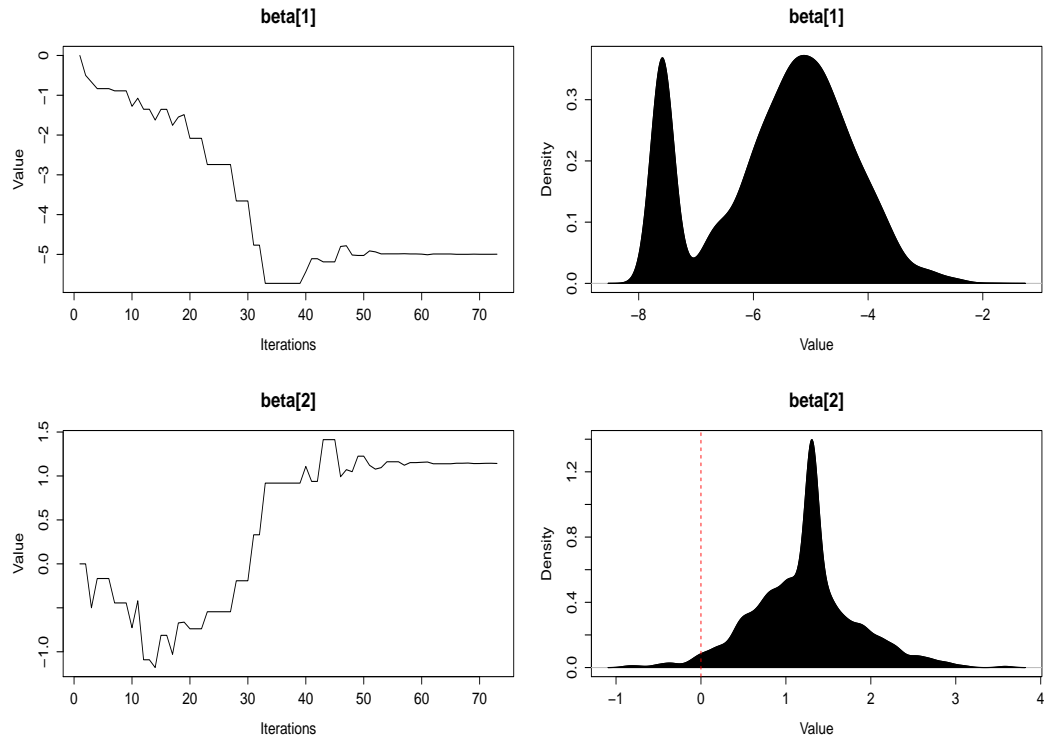 beta[1]
Value
0
−1
−2
−3
−4
−5
0 10 20 30 40 50 60 70
Iterations
beta[1]
Density
0.3
0.2
0.1
0.0
−8 −6 −4 −2
Value
beta[2]
Value
1.5
1.0
0.5
0.0
−1.0
0 10 20 30 40 50 60 70
Iterations
beta[2]
Density
1.2
0.8
0.4
0.0
−1 0 1 2 3 4
Value